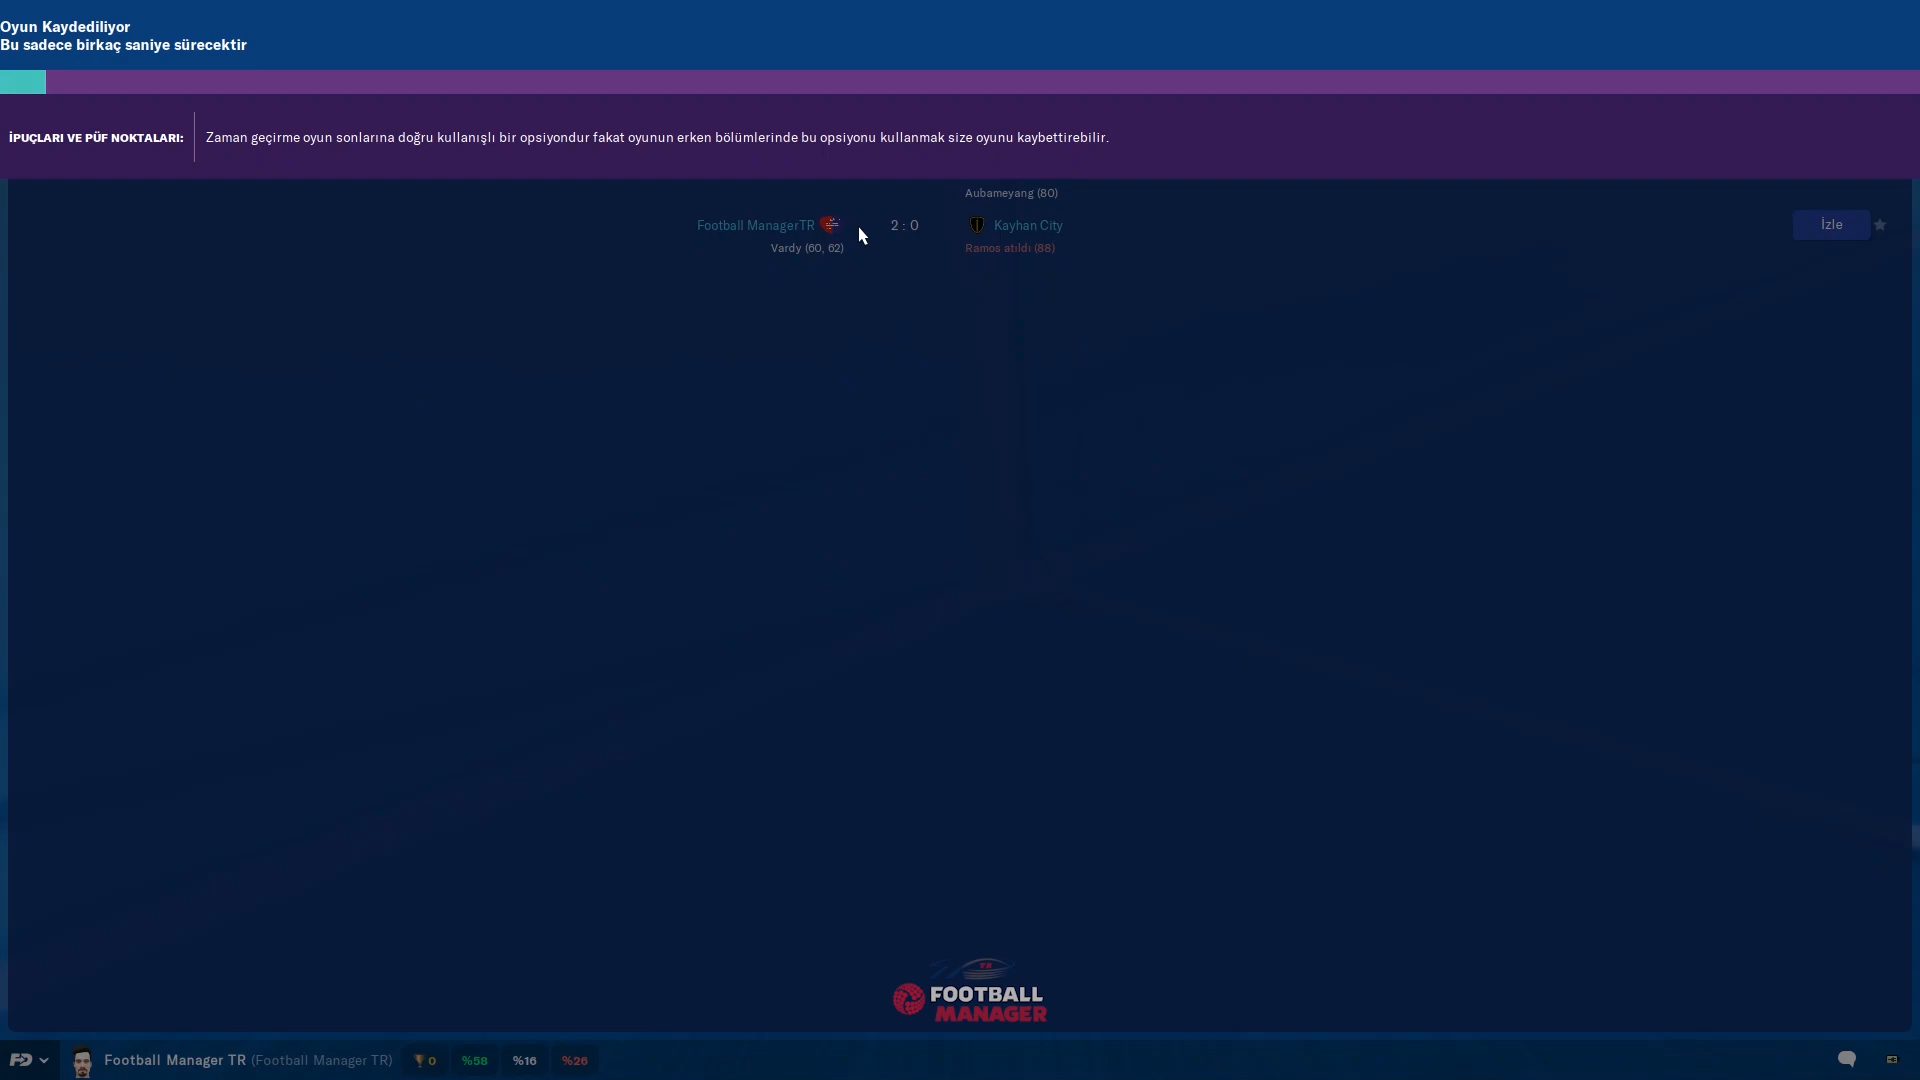 Oyun Kaydediliyor
Bu sadece birkaç saniye sürecektir
İPUÇLARI VE PÜF NOKTALARI:
Zaman geçirme oyun sonlarına doğru kullanışlı bir opsiyondur fakat oyunun erken bölümlerinde bu opsiyonu kullanmak size oyunu kaybettirebilir.
Aubameyang (80)
Football ManagerTR 2 : 0 Kayhan City İzle
Vardy (60, 62) Ramos atıldı (88)
TR
FOOTBALL
MANAGER
Football Manager TR (Football Manager TR) 0 %58 %16 %26